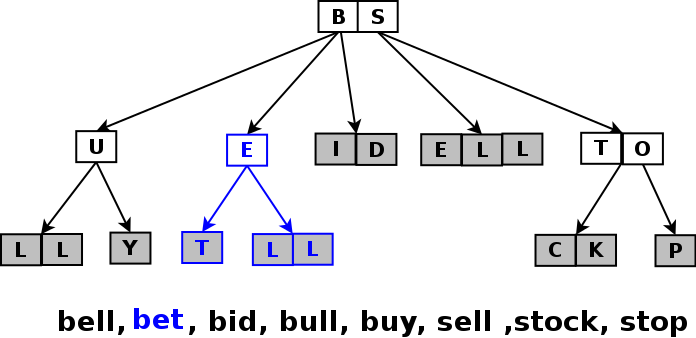 B S
U E I D E L L T O
L L Y T L L C K P
bell, bet , bid, bull, buy, sell ,stock, stop